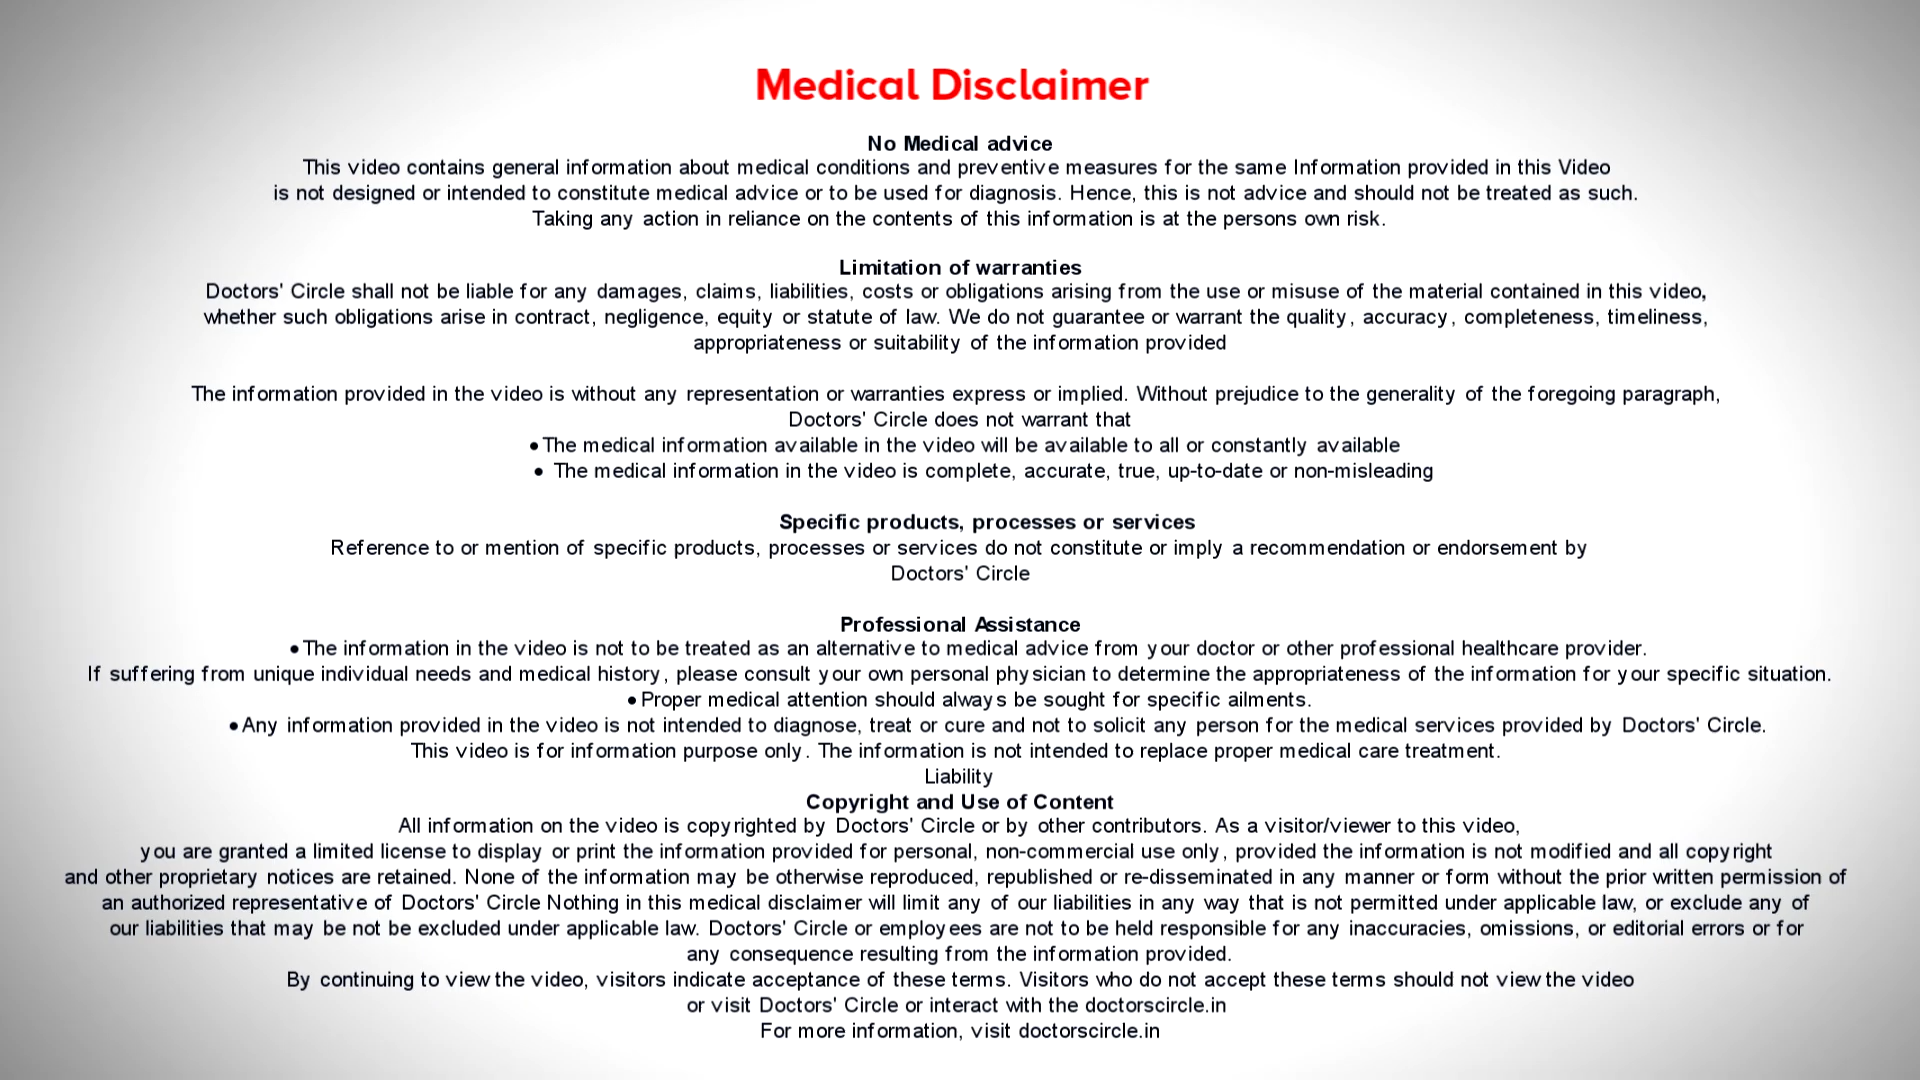 Medical Disclaimer
No Medical advice
This video contains general information about medical conditions and preventive measures for the same Information provided in this Video
is not designed or intended to constitute medical advice or to be used for diagnosis. Hence, this is not advice and should not be treated as such.
Taking any action in reliance on the contents of this information is at the persons own risk.
Limitation of warranties
Doctors' Circle shall not be liable for any damages, claims, liabilities, costs or obligations arising from the use or misuse of the material contained in this video,
whether such obligations arise in contract, negligence, equity or statute of law. We do not guarantee or warrant the quality, accuracy, completeness, timeliness,
appropriateness or suitability of the information provided
The information provided in the video is without any representation or warranties express or implied. Without prejudice to the generality of the foregoing paragraph,
Doctors' Circle does not warrant that
• The medical information available in the video will be available to all or constantly available
• The medical information in the video is complete, accurate, true, up-to-date or non-misleading
Specific products, processes or services
Reference to or mention of specific products, processes or services do not constitute or imply a recommendation or endorsement by
Doctors' Circle
Professional Assistance
• The information in the video is not to be treated as an alternative to medical advice from your doctor or other professional healthcare provider.
If suffering from unique individual needs and medical history, please consult your own personal physician to determine the appropriateness of the information for your specific situation.
• Proper medical attention should always be sought for specific ailments.
• Any information provided in the video is not intended to diagnose, treat or cure and not to solicit any person for the medical services provided by Doctors' Circle.
This video is for information purpose only. The information is not intended to replace proper medical care treatment.
Liability
Copyright and Use of Content
All information on the video is copyrighted by Doctors' Circle or by other contributors. As a visitor/viewer to this video,
you are granted a limited license to display or print the information provided for personal, non-commercial use only, provided the information is not modified and all copyright
and other proprietary notices are retained. None of the information may be otherwise reproduced, republished or re-disseminated in any manner or form without the prior written permission of
an authorized representative of Doctors' Circle Nothing in this medical disclaimer will limit any of our liabilities in any way that is not permitted under applicable law, or exclude any of
our liabilities that may be not be excluded under applicable law. Doctors' Circle or employees are not to be held responsible for any inaccuracies, omissions, or editorial errors or for
any consequence resulting from the information provided.
By continuing to view the video, visitors indicate acceptance of these terms. Visitors who do not accept these terms should not view the video
or visit Doctors' Circle or interact with the doctorscircle.in
For more information, visit doctorscircle.in